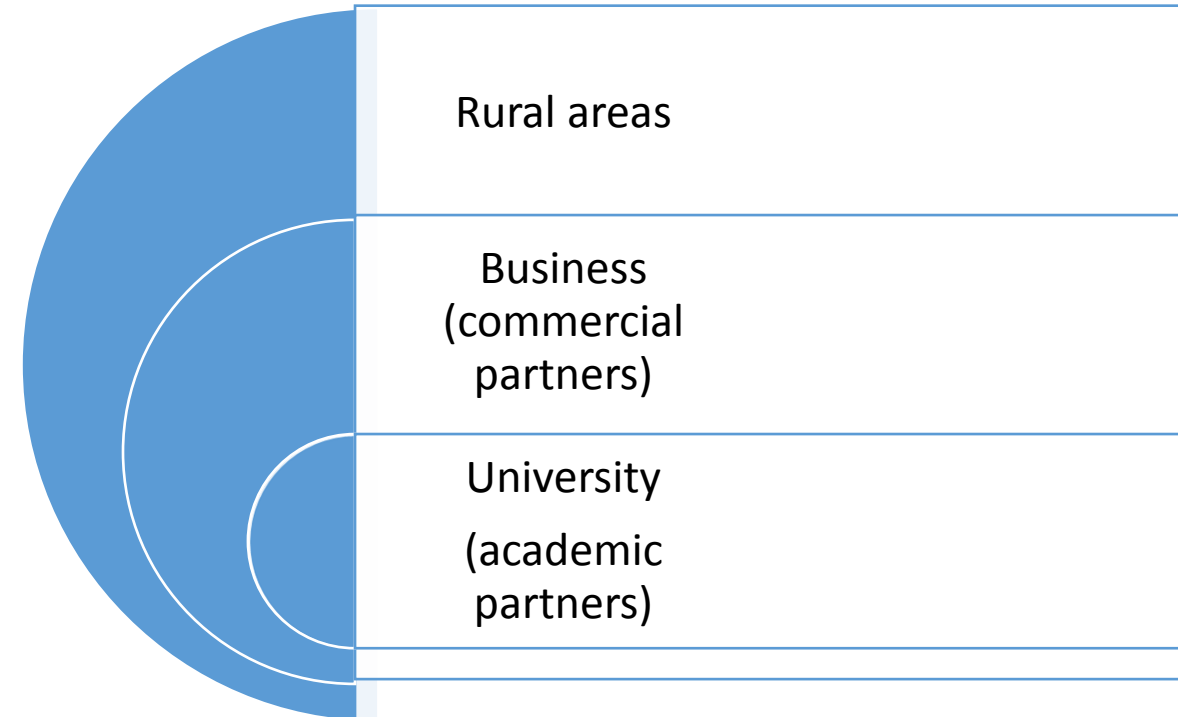 Rural areas
Business
(commercial
partners)
University
(academic
partners)